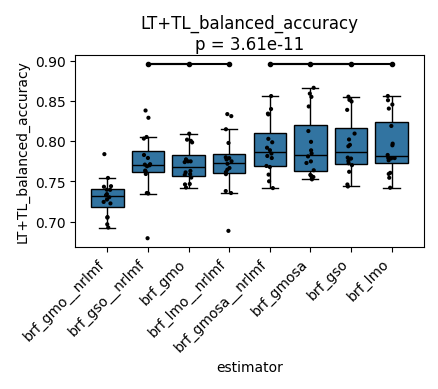 LT+TL_balanced_accuracy
p = 3.61e-11
LT+TL_balanced_accuracy
0.90
0.85
0.80
0.75
0.70
brf_gmo__nrlmf
brf_gso__nrlmf
brf_gmo
brf_lmo__nrlmf
brf_gmosa__nrlmf
brf_gmosa
brf_gso
brf_lmo
estimator